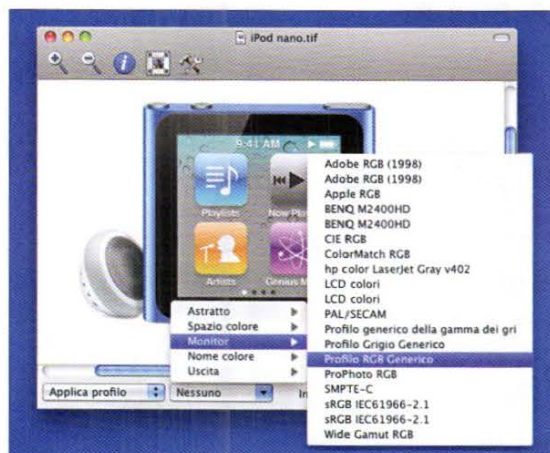 iPod nano.tif
9:41 AM
Playlists
Now Play
Artists
Genius M
Astratto
Spazio colore
Monitor
Nome colore
Uscita
Adobe RGB (1998)
Adobe RGB (1998)
Apple RGB
BENQ M2400HD
BENQ M2400HD
CIE RGB
ColorMatch RGB
hp color LaserJet Gray v402
LCD colori
LCD colori
PAL/SECAM
Profilo generico della gamma dei gri
Profilo Grigio Generico
Profilo RGB Generico
ProPhoto RGB
SMPTE-C
sRGB IEC61966-2.1
sRGB IEC61966-2.1
Wide Gamut RGB
Applica profilo
Nessuno
In